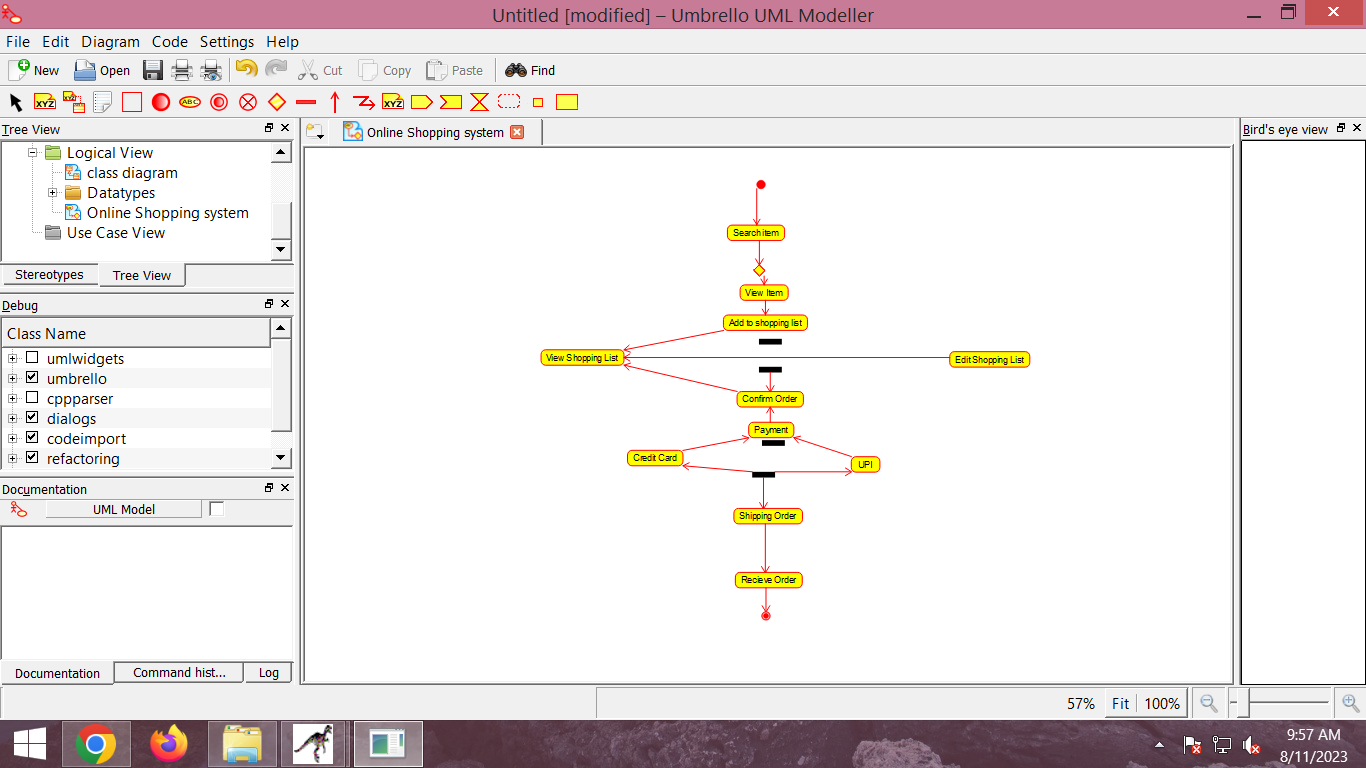 Untitled [modified] – Umbrello UML Modeller
File Edit Diagram Code Settings Help
New Open Cut Copy Paste Find
XYZ XYZ ABC XYZ
Tree View
Logical View
class diagram
Datatypes
Online Shopping system
Use Case View
Stereotypes Tree View
Debug
Class Name
umlwidgets
umbrello
cppparser
dialogs
codeimport
refactoring
Documentation
UML Model
Documentation Command hist... Log
Online Shopping system
Search item
View Item
Add to shopping list
View Shopping List
Edit Shopping List
Confirm Order
Payment
Credit Card
UPI
Shipping Order
Recieve Order
Bird's eye view
57% Fit 100%
9:57 AM
8/11/2023